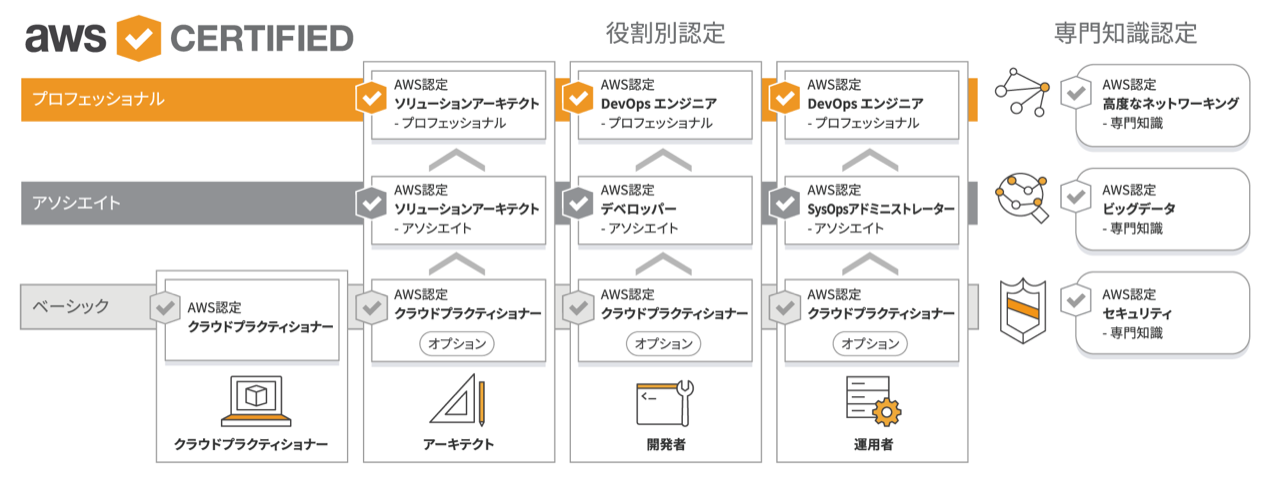 aws CERTIFIED
役割別認定
専門知識認定
プロフェッショナル
AWS認定
ソリューションアーキテクト
- プロフェッショナル
AWS認定
DevOps エンジニア
- プロフェッショナル
AWS認定
DevOps エンジニア
- プロフェッショナル
AWS認定
高度なネットワーキング
- 専門知識
アソシエイト
AWS認定
ソリューションアーキテクト
- アソシエイト
AWS認定
デベロッパー
- アソシエイト
AWS認定
SysOpsアドミニストレーター
- アソシエイト
AWS認定
ビッグデータ
- 専門知識
ベーシック
AWS認定
クラウドプラクティショナー
AWS認定
クラウドプラクティショナー
オプション
AWS認定
クラウドプラクティショナー
オプション
AWS認定
クラウドプラクティショナー
オプション
AWS認定
セキュリティ
- 専門知識
クラウドプラクティショナー
アーキテクト
開発者
運用者